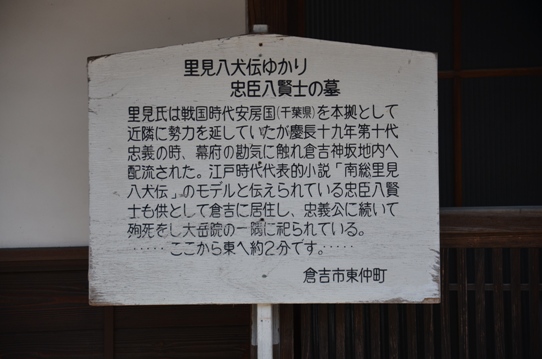 里見八犬伝ゆかり
忠臣八賢士の墓
里見氏は戦国時代安房国(千葉県)を本拠として
近隣に勢力を延していたが慶長十九年第十代
忠義の時、幕府の勘気に触れ倉吉神坂地内へ
配流された。江戸時代代表的小説「南総里見
八犬伝」のモデルと伝えられている忠臣八賢
士も供として倉吉に居住し、忠義公に続いて
殉死をし大岳院の一隅に祀られている。
・・・・・ここから東へ約2分です。・・・・・
倉吉市東仲町